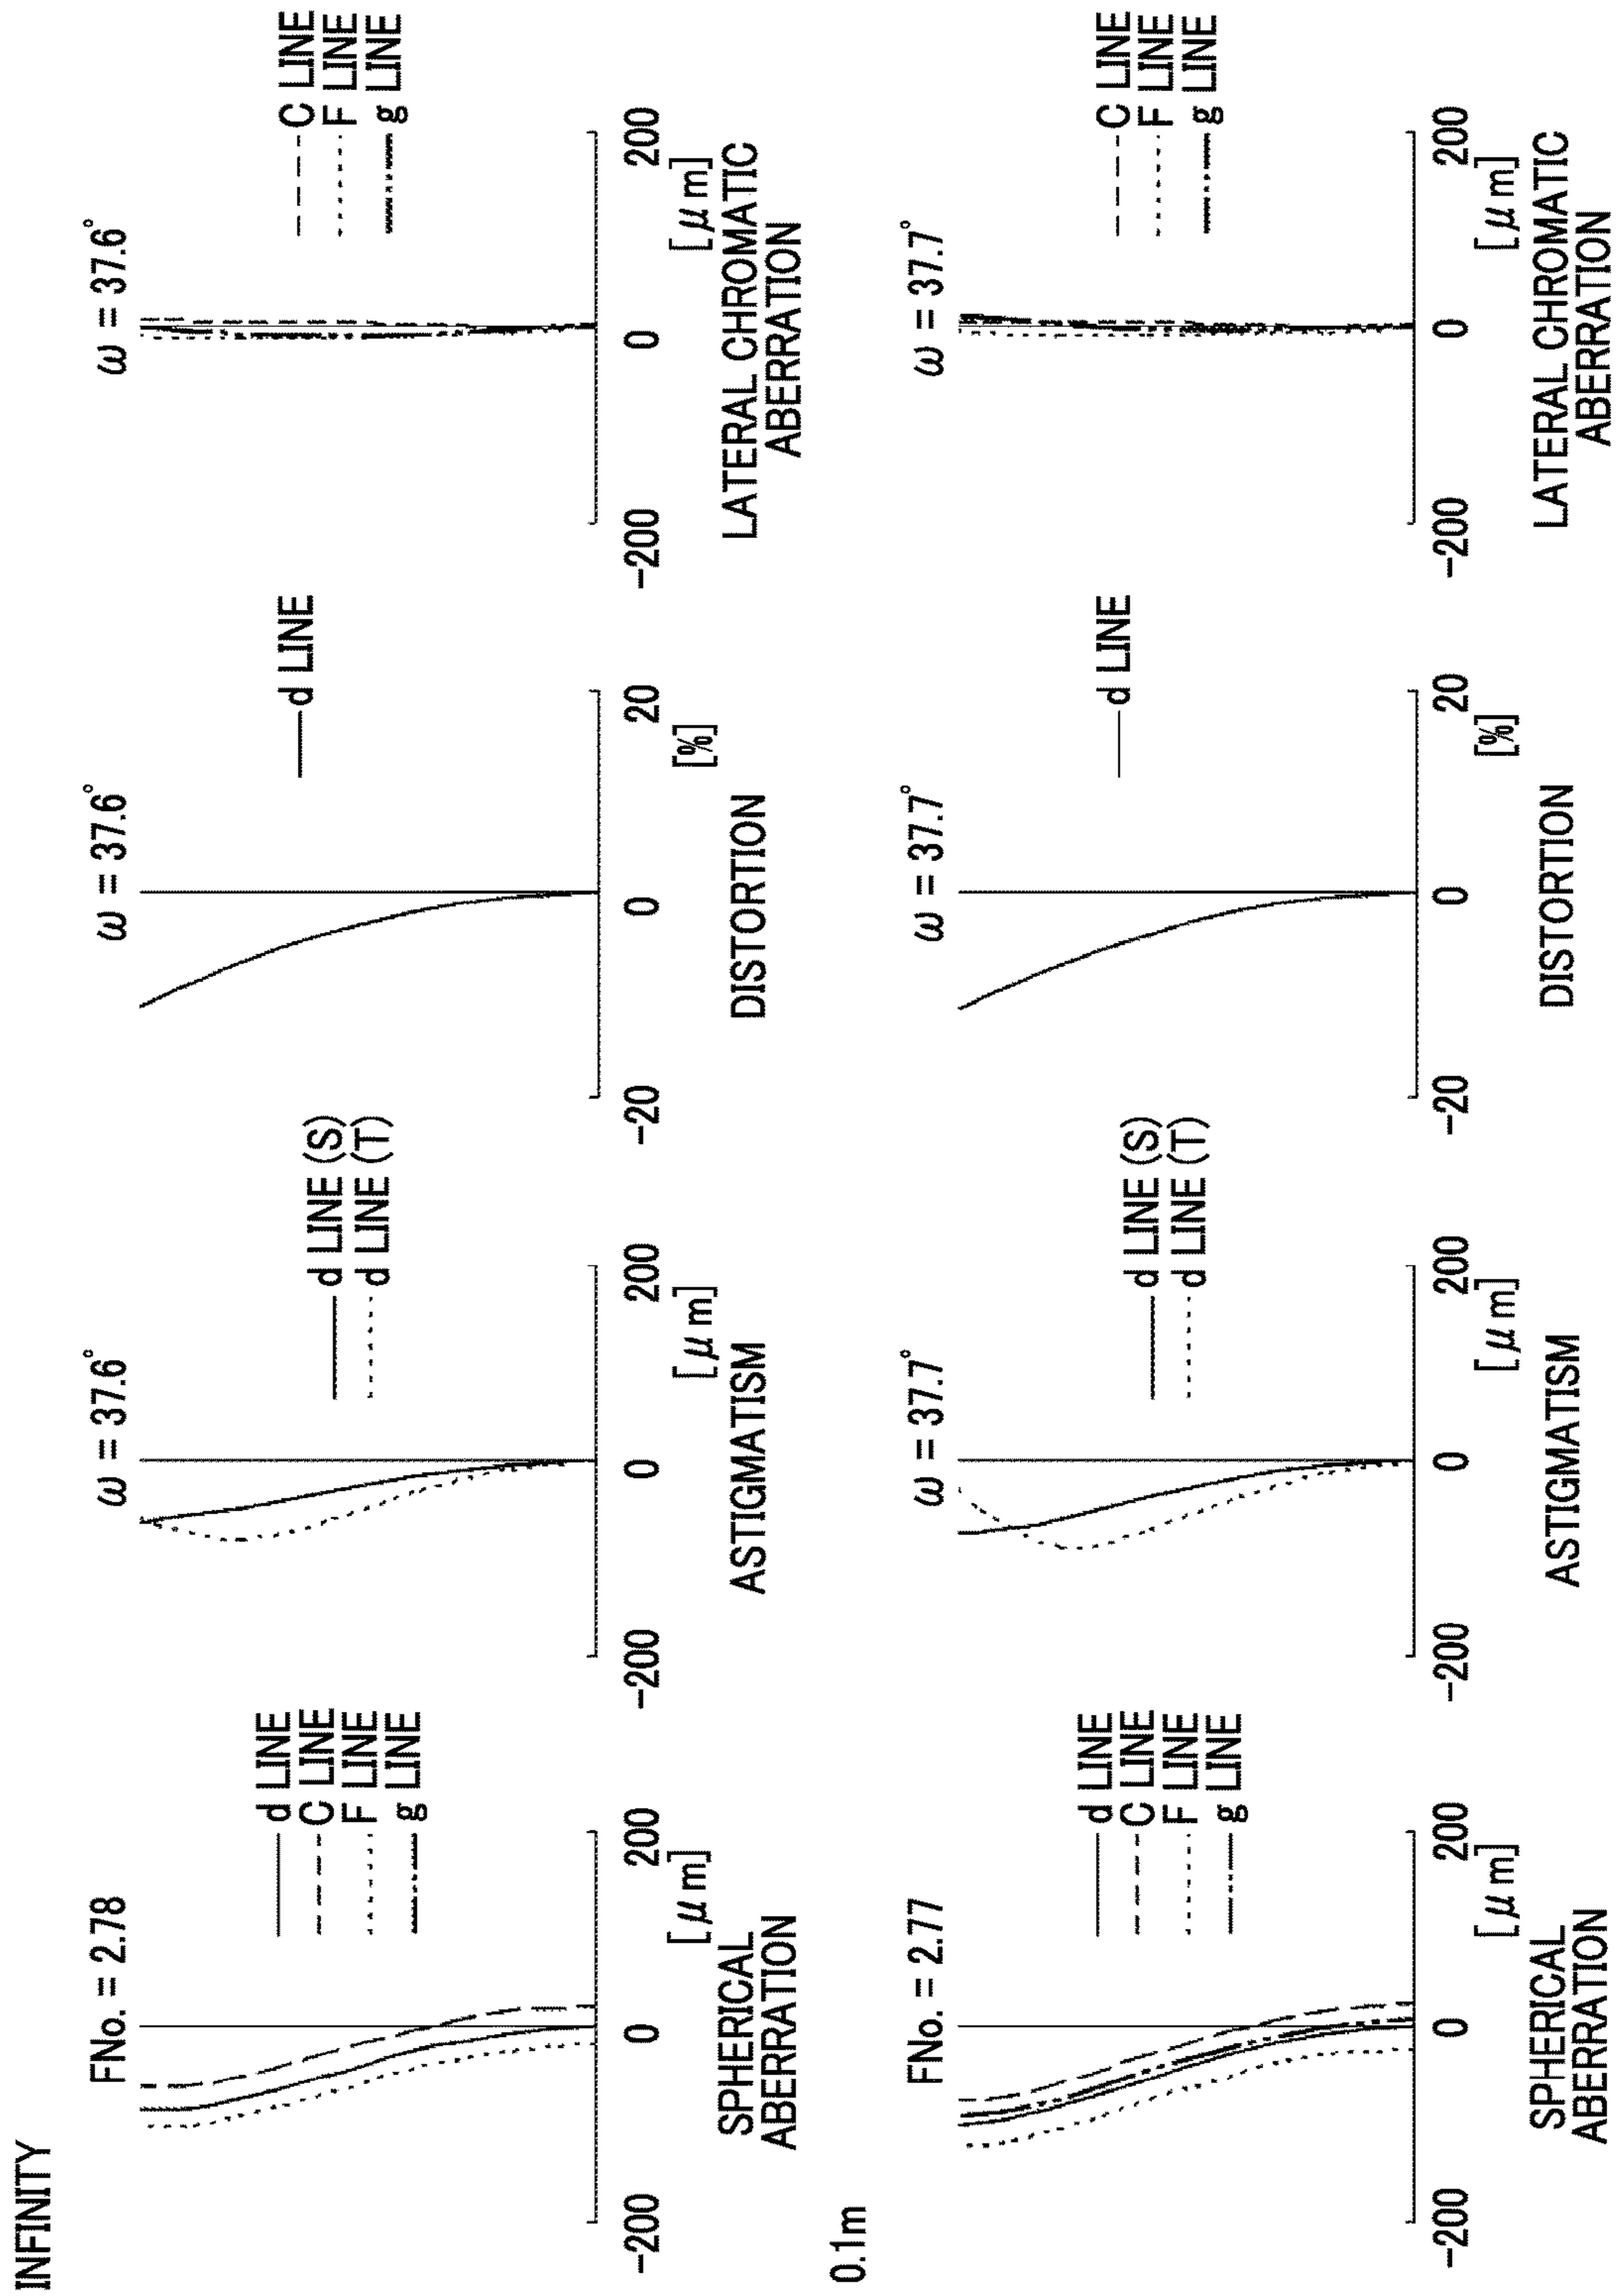 INFINITY
FNo. = 2.78
d LINE
C LINE
F LINE
g LINE
-200
0
200
[μm]
SPHERICAL
ABERRATION
ω = 37.6°
d LINE (S)
d LINE (T)
-200
0
200
[μm]
ASTIGMATISM
ω = 37.6°
d LINE
-20
0
20
[%]
DISTORTION
ω = 37.6°
C LINE
F LINE
g LINE
-200
0
200
[μm]
LATERAL CHROMATIC
ABERRATION
0.1m
FNo. = 2.77
d LINE
C LINE
F LINE
g LINE
-200
0
200
[μm]
SPHERICAL
ABERRATION
ω = 37.7°
d LINE (S)
d LINE (T)
-200
0
200
[μm]
ASTIGMATISM
ω = 37.7°
d LINE
-20
0
20
[%]
DISTORTION
ω = 37.7°
C LINE
F LINE
g LINE
-200
0
200
[μm]
LATERAL CHROMATIC
ABERRATION